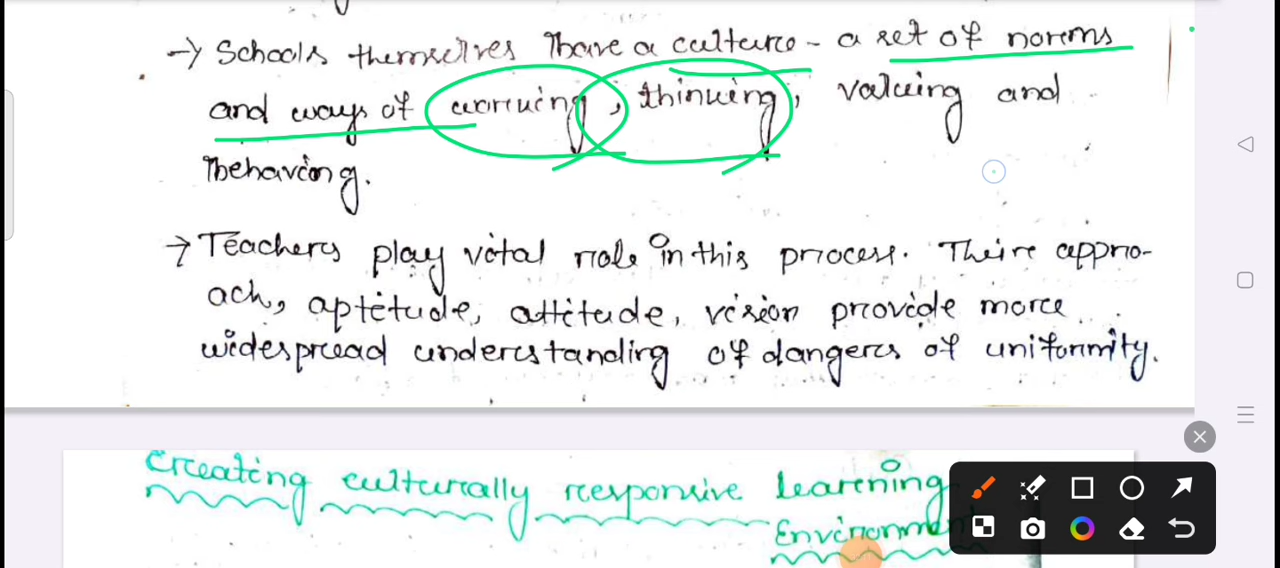 → Schools themselves have a culture - a set of norms
and ways of working, thinking, valuing and
behaving.
→ Teachers play vital role in this process. Their appro-
ach, aptitude, attitude, vision provide more
widespread understanding of dangers of uniformity.
Creating culturally responsive learning
Environment